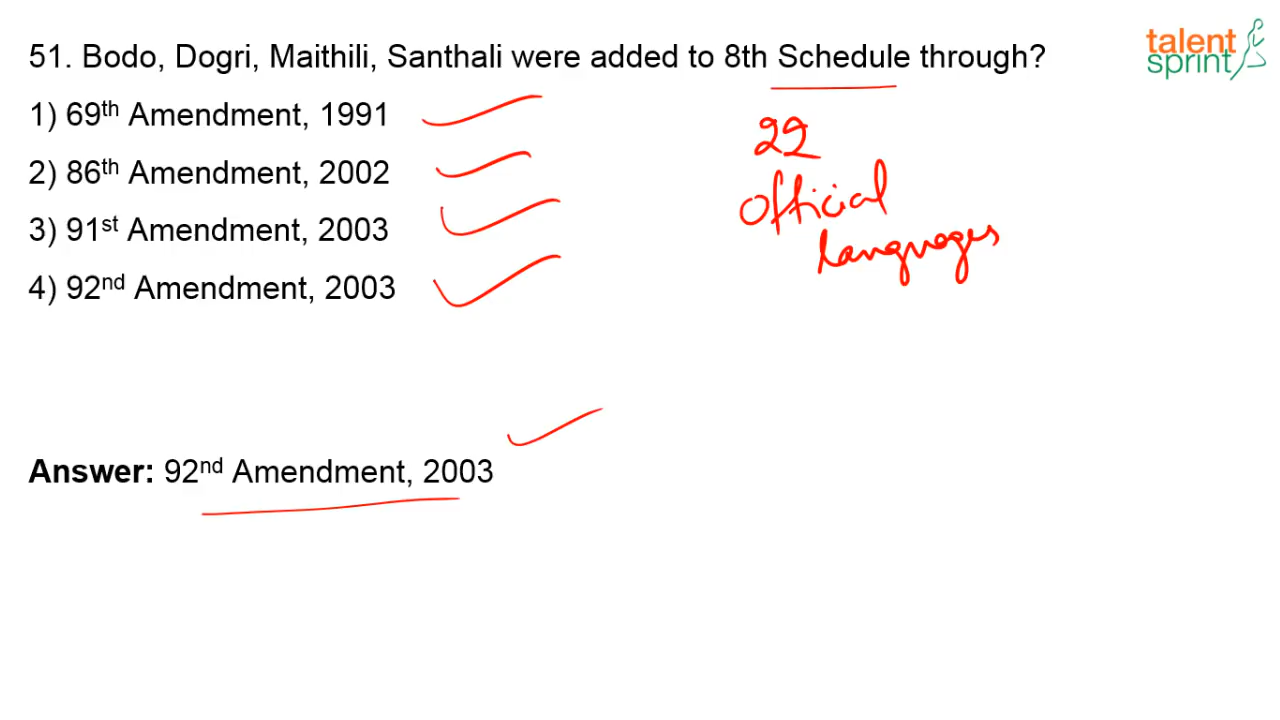 51. Bodo, Dogri, Maithili, Santhali were added to 8th Schedule through?
talent
sprint
1) 69th Amendment, 1991
2) 86th Amendment, 2002
3) 91st Amendment, 2003
4) 92nd Amendment, 2003
22
Official
languages
Answer: 92nd Amendment, 2003